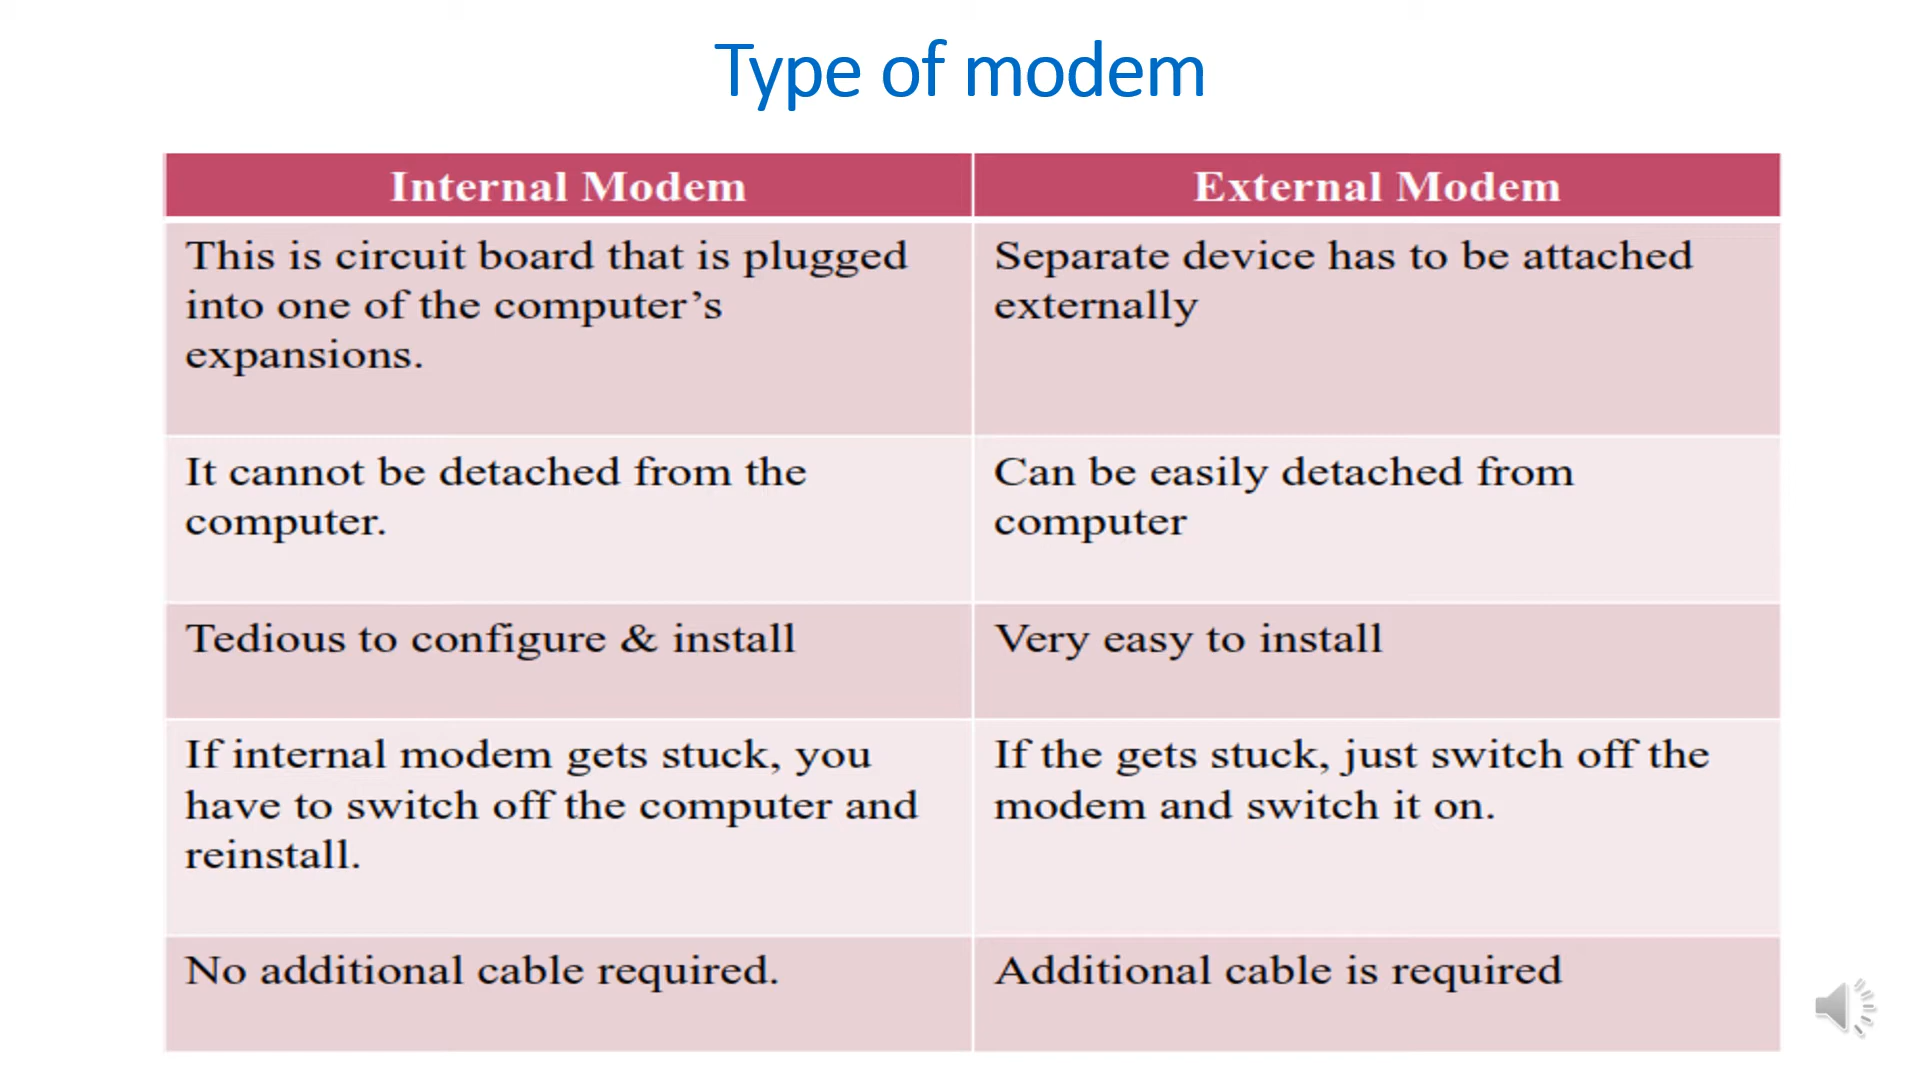 Type of modem
Internal Modem
External Modem
This is circuit board that is plugged
into one of the computer’s
expansions.
Separate device has to be attached
externally
It cannot be detached from the
computer.
Can be easily detached from
computer
Tedious to configure & install
Very easy to install
If internal modem gets stuck, you
have to switch off the computer and
reinstall.
If the gets stuck, just switch off the
modem and switch it on.
No additional cable required.
Additional cable is required